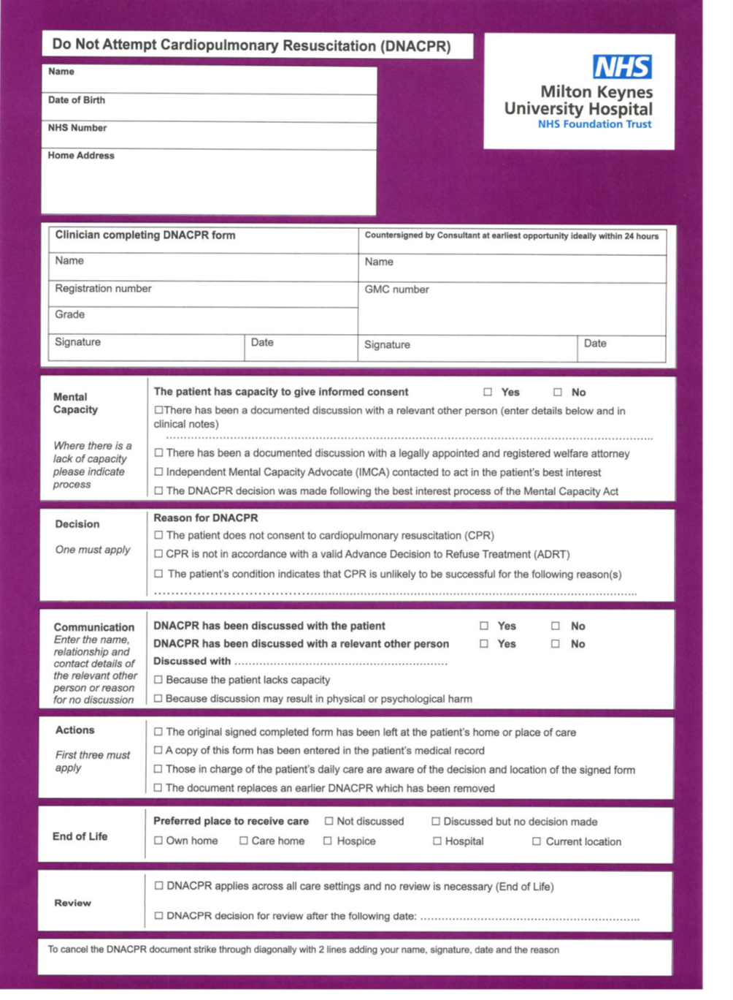 Do Not Attempt Cardiopulmonary Resuscitation (DNACPR)
NHS
Milton Keynes
University Hospital
NHS Foundation Trust
Name
Date of Birth
NHS Number
Home Address
Clinician completing DNACPR form
Countersigned by Consultant at earliest opportunity ideally within 24 hours
Name
Name
Registration number
GMC number
Grade
Signature
Date
Signature
Date
Mental
Capacity
Where there is a
lack of capacity
please indicate
process
The patient has capacity to give informed consent ☐ Yes ☐ No
☐There has been a documented discussion with a relevant other person (enter details below and in
clinical notes)
☐ There has been a documented discussion with a legally appointed and registered welfare attorney
☐ Independent Mental Capacity Advocate (IMCA) contacted to act in the patient's best interest
☐ The DNACPR decision was made following the best interest process of the Mental Capacity Act
Decision
One must apply
Reason for DNACPR
☐ The patient does not consent to cardiopulmonary resuscitation (CPR)
☐ CPR is not in accordance with a valid Advance Decision to Refuse Treatment (ADRT)
☐ The patient's condition indicates that CPR is unlikely to be successful for the following reason(s)
Communication
Enter the name,
relationship and
contact details of
the relevant other
person or reason
for no discussion
DNACPR has been discussed with the patient ☐ Yes ☐ No
DNACPR has been discussed with a relevant other person ☐ Yes ☐ No
Discussed with ......................................................
☐ Because the patient lacks capacity
☐ Because discussion may result in physical or psychological harm
Actions
First three must
apply
☐ The original signed completed form has been left at the patient's home or place of care
☐ A copy of this form has been entered in the patient's medical record
☐ Those in charge of the patient's daily care are aware of the decision and location of the signed form
☐ The document replaces an earlier DNACPR which has been removed
End of Life
Preferred place to receive care ☐ Not discussed ☐ Discussed but no decision made
☐ Own home ☐ Care home ☐ Hospice ☐ Hospital ☐ Current location
Review
☐ DNACPR applies across all care settings and no review is necessary (End of Life)
☐ DNACPR decision for review after the following date: ......................................................
To cancel the DNACPR document strike through diagonally with 2 lines adding your name, signature, date and the reason